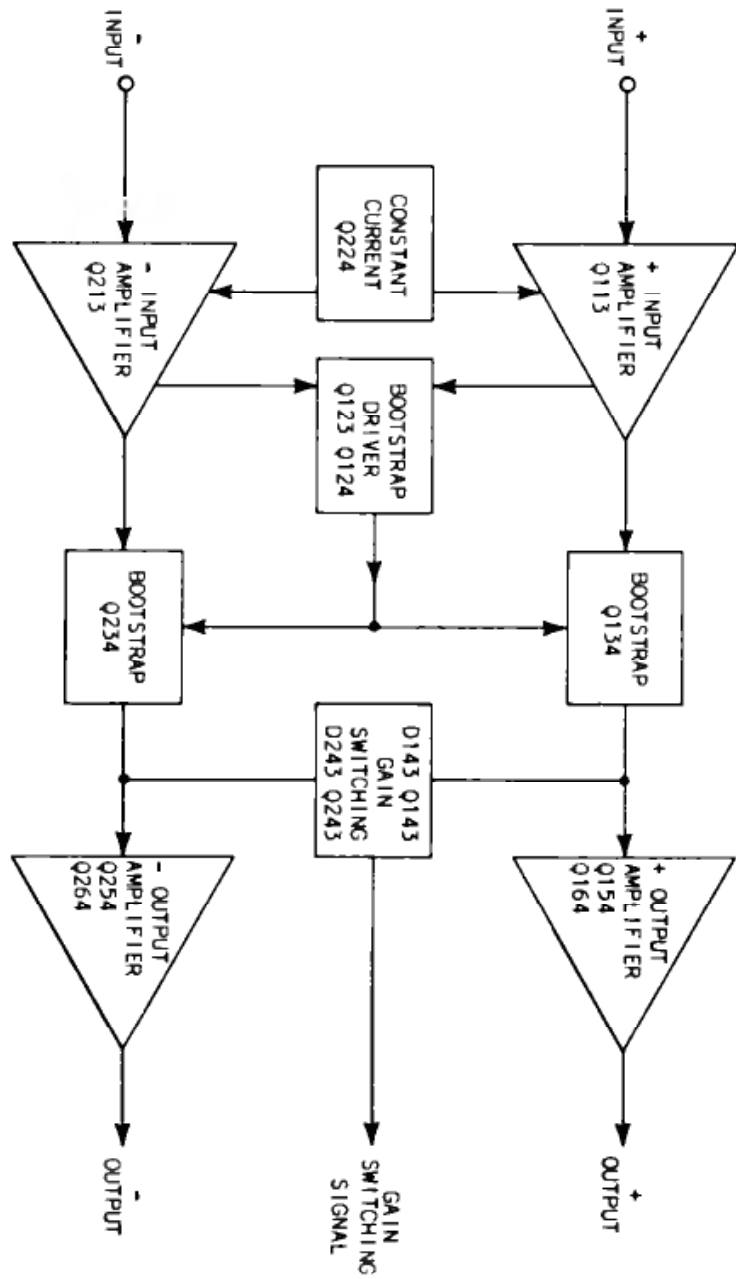 +
INPUT
+ INPUT
AMPLIFIER
Q113
BOOTSTRAP
Q134
+ OUTPUT
AMPLIFIER
Q154
Q164
+
OUTPUT
CONSTANT
CURRENT
Q224
BOOTSTRAP
DRIVER
Q123 Q124
D143 Q143
GAIN
SWITCHING
D243 Q243
GAIN
SWITCHING
SIGNAL
-
INPUT
- INPUT
AMPLIFIER
Q213
BOOTSTRAP
Q234
- OUTPUT
AMPLIFIER
Q254
Q264
-
OUTPUT